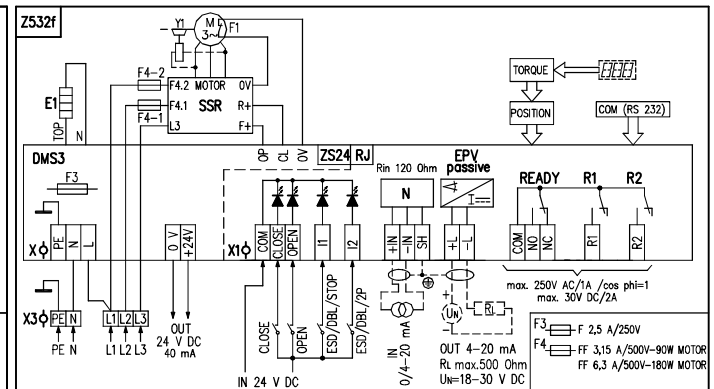 Z532f
Y1
M
3~
F1
F4-2
F4.2 MOTOR 0V
E1
F4.1 SSR R+
F4-1
L3 F+
TOP
N
OP
CL
0V
TORQUE
POSITION
COM (RS 232)
DMS3
ZS24 RJ
EPV
passive
Rin 120 Ohm
N
F3
READY R1 R2
X
PE
N
L
0 V
+24V
X1
COM
CLOSE
OPEN
I1
I2
+IN
-IN
SH
+L
-L
COM
NO
NC
R1
R2
max. 250V AC/1A /cos phi=1
max. 30V DC/2A
X3
PE N
L1 L2 L3
PE N
L1 L2 L3
OUT
24 V DC
40 mA
CLOSE
OPEN
ESD/DBL/STOP
ESD/DBL/2P
IN 24 V DC
IN
0/4-20 mA
+
UN
-
RL
OUT 4-20 mA
RL max.500 Ohm
UN=18-30 V DC
F3 F 2,5 A/250V
F4 FF 3,15 A/500V-90W MOTOR
FF 6,3 A/500V-180W MOTOR